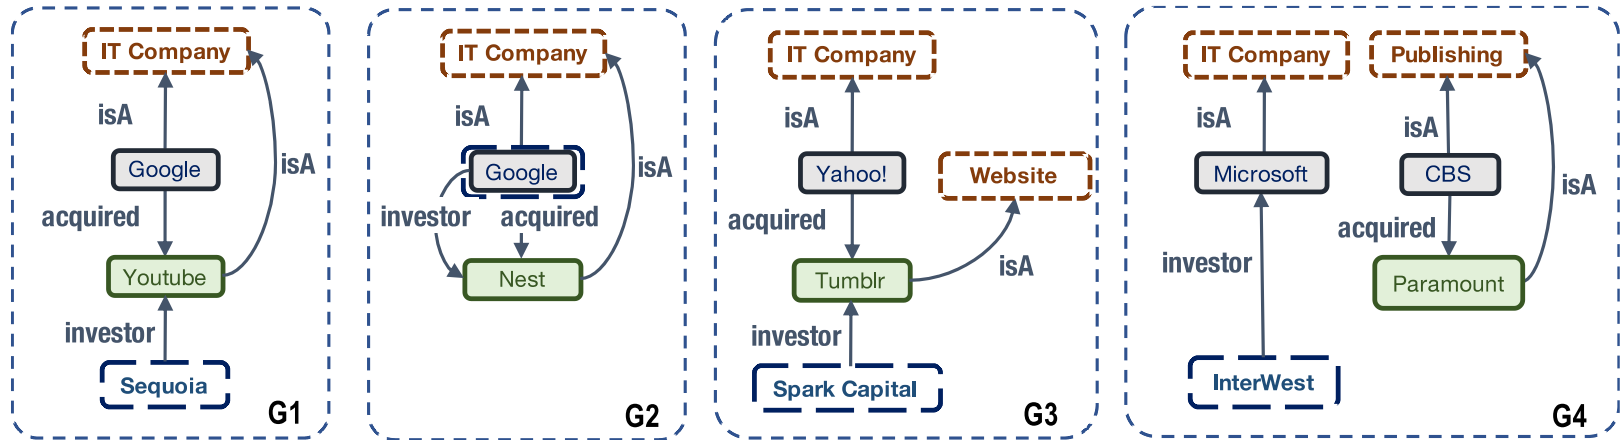 IT Company
isA
isA
Google
acquired
Youtube
investor
Sequoia
G1
IT Company
isA
isA
Google
investor
acquired
Nest
G2
IT Company
isA
Yahoo!
Website
acquired
isA
Tumblr
investor
Spark Capital
G3
IT Company
Publishing
isA
isA
Microsoft
CBS
isA
acquired
investor
Paramount
InterWest
G4